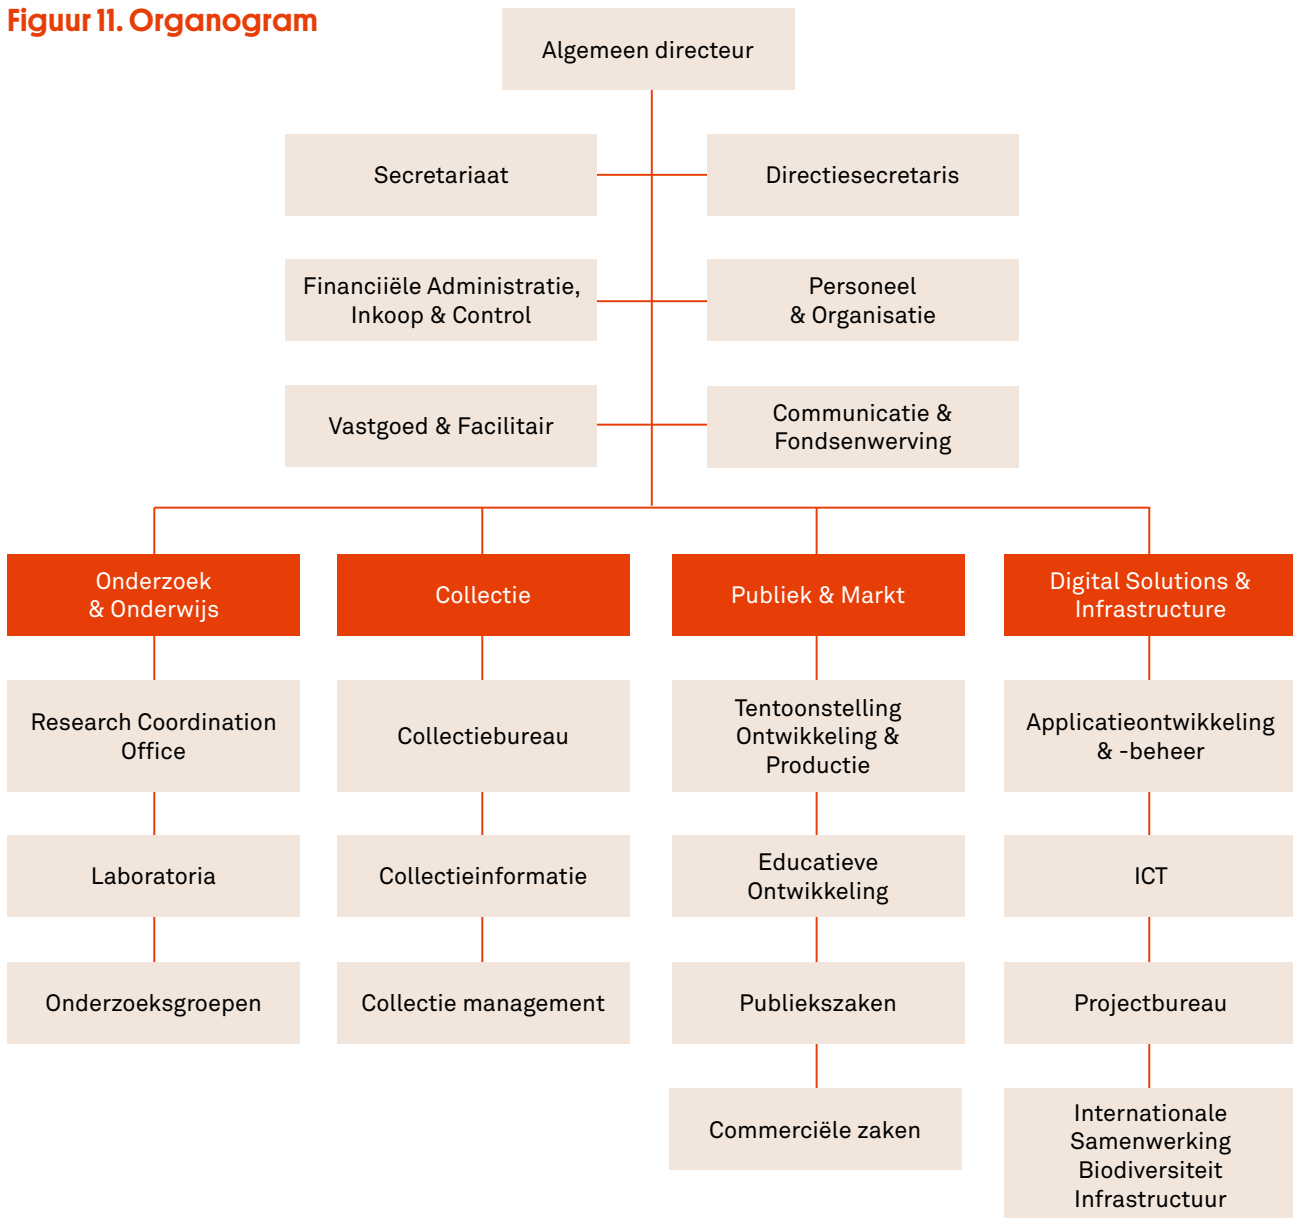 Figuur 11. Organogram
Algemeen directeur
Secretariaat
Directiesecretaris
Financiiële Administratie,
Inkoop & Control
Personeel
& Organisatie
Vastgoed & Facilitair
Communicatie &
Fondsenwerving
Onderzoek
& Onderwijs
Collectie
Publiek & Markt
Digital Solutions &
Infrastructure
Research Coordination
Office
Collectiebureau
Tentoonstelling
Ontwikkeling &
Productie
Applicatieontwikkeling
& -beheer
Laboratoria
Collectieinformatie
Educatieve
Ontwikkeling
ICT
Onderzoeksgroepen
Collectie management
Publiekszaken
Projectbureau
Commerciële zaken
Internationale
Samenwerking
Biodiversiteit
Infrastructuur